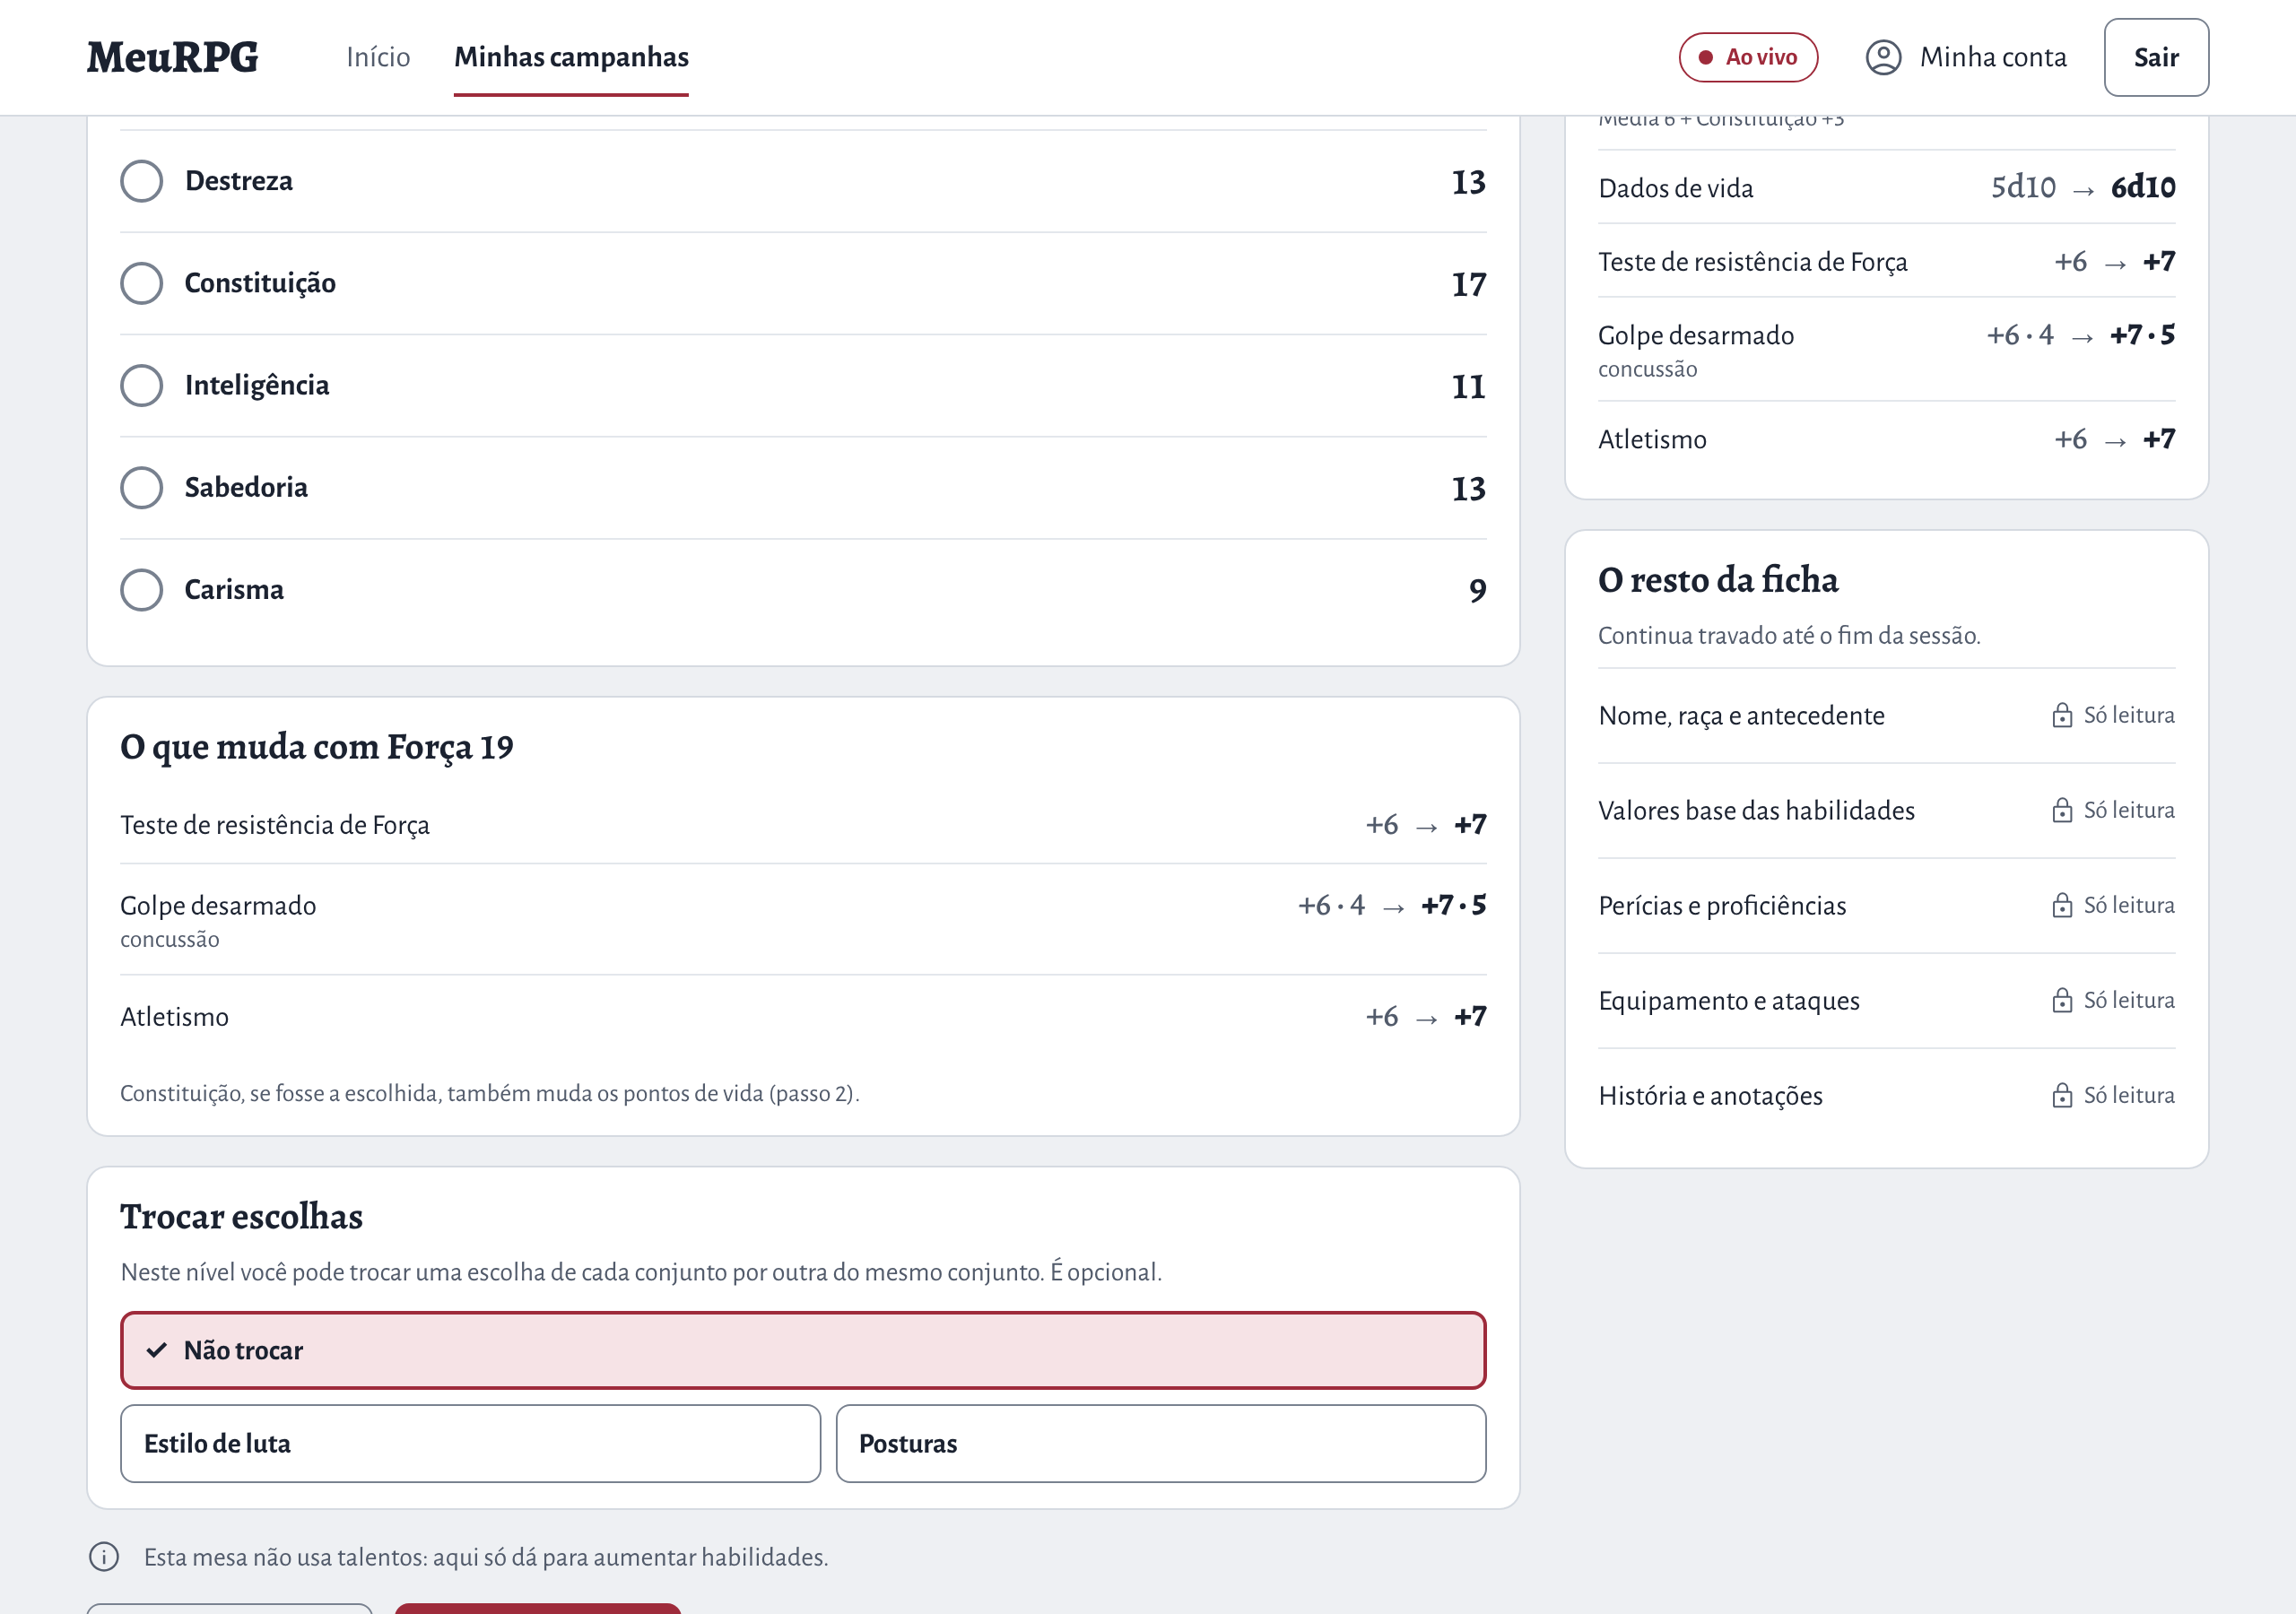 MeuRPG
Início
Minhas campanhas
Ao vivo
Minha conta
Sair
Destreza 13
Constituição 17
Inteligência 11
Sabedoria 13
Carisma 9
O que muda com Força 19
Teste de resistência de Força +6 → +7
Golpe desarmado +6 · 4 → +7 · 5
concussão
Atletismo +6 → +7
Constituição, se fosse a escolhida, também muda os pontos de vida (passo 2).
Trocar escolhas
Neste nível você pode trocar uma escolha de cada conjunto por outra do mesmo conjunto. É opcional.
Não trocar
Estilo de luta
Posturas
Esta mesa não usa talentos: aqui só dá para aumentar habilidades.
Média 6 + Constituição +3
Dados de vida 5d10 → 6d10
Teste de resistência de Força +6 → +7
Golpe desarmado +6 · 4 → +7 · 5
concussão
Atletismo +6 → +7
O resto da ficha
Continua travado até o fim da sessão.
Nome, raça e antecedente Só leitura
Valores base das habilidades Só leitura
Perícias e proficiências Só leitura
Equipamento e ataques Só leitura
História e anotações Só leitura